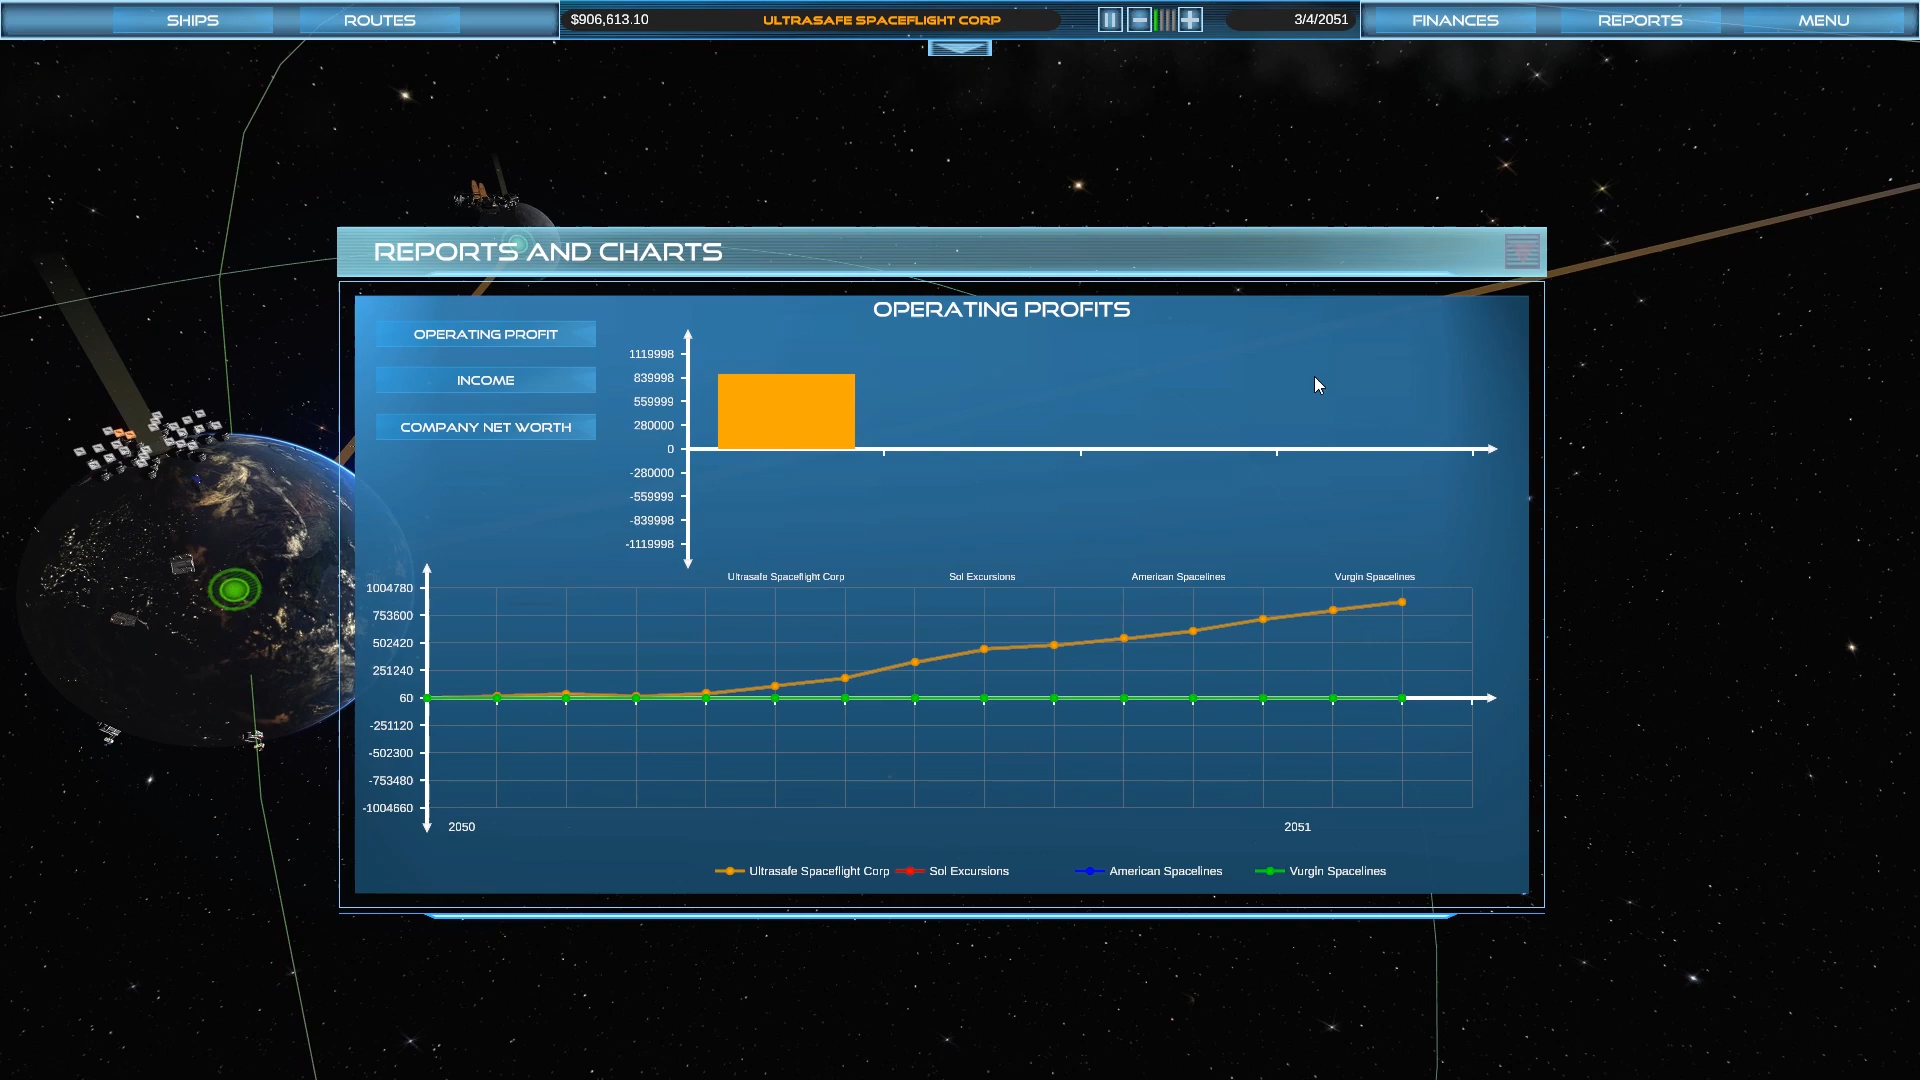 SHIPS ROUTES $906,613.10 ULTRASAFE SPACEFLIGHT CORP 3/4/2051 FINANCES REPORTS MENU
REPORTS AND CHARTS
OPERATING PROFITS
OPERATING PROFIT
INCOME
COMPANY NET WORTH
1119998
839998
559999
280000
0
-280000
-559999
-839998
-1119998
Ultrasafe Spaceflight Corp Sol Excursions American Spacelines Vurgin Spacelines
1004780
753600
502420
251240
60
-251120
-502300
-753480
-1004660
2050 2051
Ultrasafe Spaceflight Corp Sol Excursions American Spacelines Vurgin Spacelines